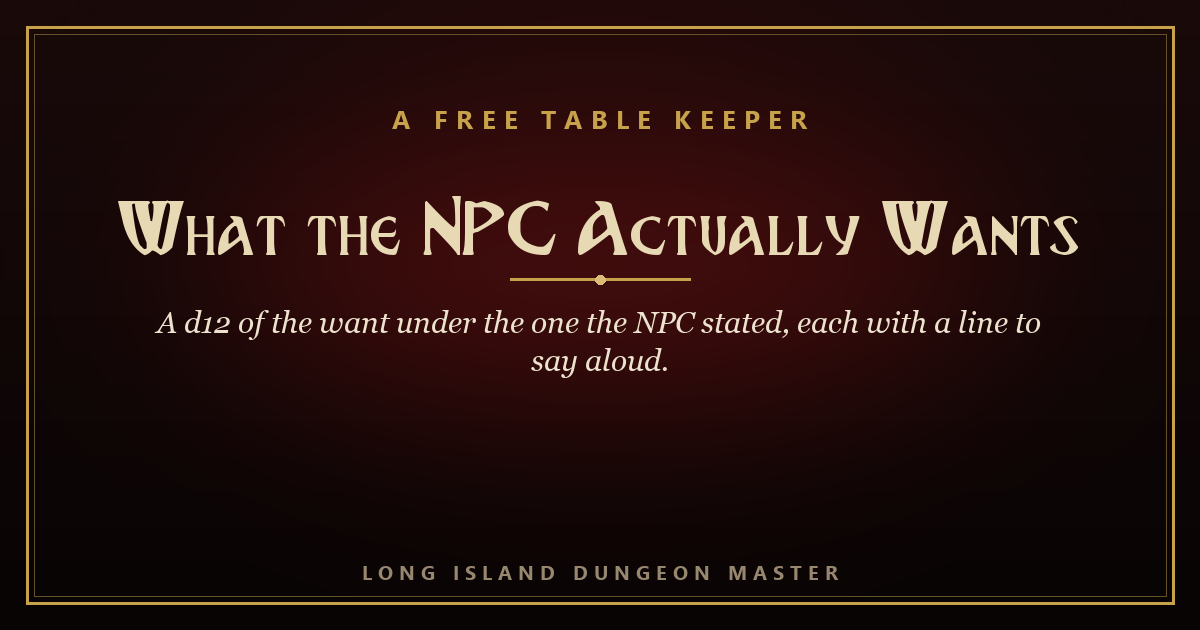 A FREE TABLE KEEPER
What the NPC Actually Wants
A d12 of the want under the one the NPC stated, each with a line to
say aloud.
LONG ISLAND DUNGEON MASTER